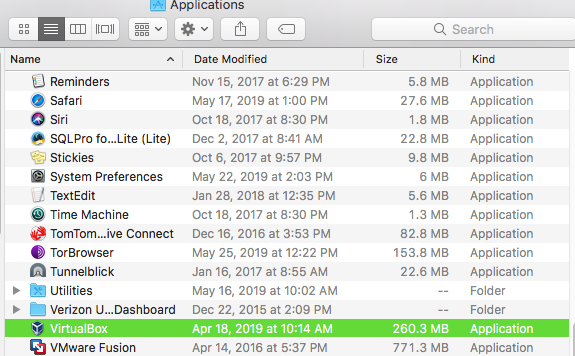 Applications
Search
Name Date Modified Size Kind
Reminders Nov 15, 2017 at 6:29 PM 5.8 MB Application
Safari May 17, 2019 at 1:00 PM 27.6 MB Application
Siri Oct 18, 2017 at 8:30 PM 1.8 MB Application
SQLPro fo...Lite (Lite) Dec 2, 2017 at 8:41 AM 22.8 MB Application
Stickies Oct 6, 2017 at 9:57 PM 9.8 MB Application
System Preferences May 22, 2019 at 2:03 PM 6 MB Application
TextEdit Jan 28, 2018 at 12:35 PM 5.6 MB Application
Time Machine Oct 18, 2017 at 8:30 PM 1.3 MB Application
TomTom...ive Connect Dec 16, 2016 at 3:53 PM 82.8 MB Application
TorBrowser May 25, 2019 at 12:22 PM 153.8 MB Application
Tunnelblick Jan 16, 2017 at 8:55 AM 22.6 MB Application
Utilities May 16, 2019 at 10:02 AM -- Folder
Verizon U...Dashboard Dec 22, 2015 at 2:09 PM -- Folder
VirtualBox Apr 18, 2019 at 10:14 AM 260.3 MB Application
VMware Fusion Apr 14, 2016 at 5:37 PM 771.3 MB Application